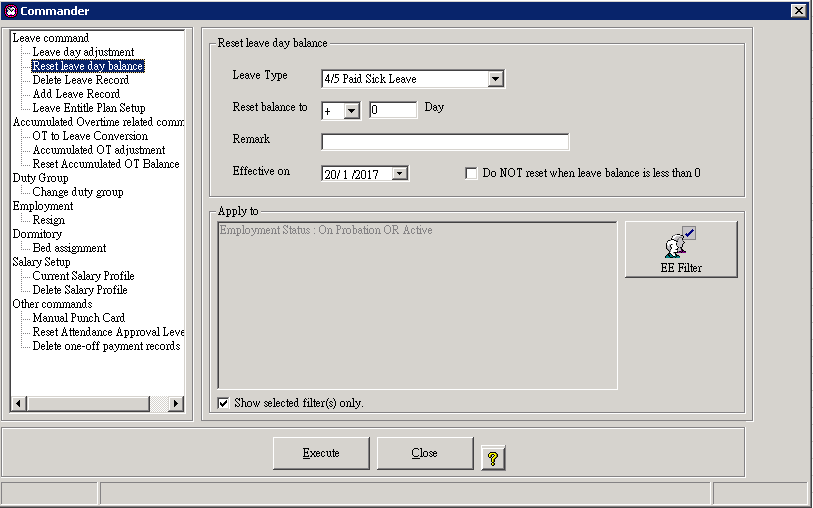 Commander
Leave command
Leave day adjustment
Reset leave day balance
Delete Leave Record
Add Leave Record
Leave Entitle Plan Setup
Accumulated Overtime related comm
OT to Leave Conversion
Accumulated OT adjustment
Reset Accumulated OT Balance
Duty Group
Change duty group
Employment
Resign
Dormitory
Bed assignment
Salary Setup
Current Salary Profile
Delete Salary Profile
Other commands
Manual Punch Card
Reset Attendance Approval Leve
Delete one-off payment records
Reset leave day balance
Leave Type 4/5 Paid Sick Leave
Reset balance to + 0 Day
Remark
Effective on 20/ 1 /2017 Do NOT reset when leave balance is less than 0
Apply to
Employment Status : On Probation OR Active
EE Filter
Show selected filter(s) only.
Execute Close ?